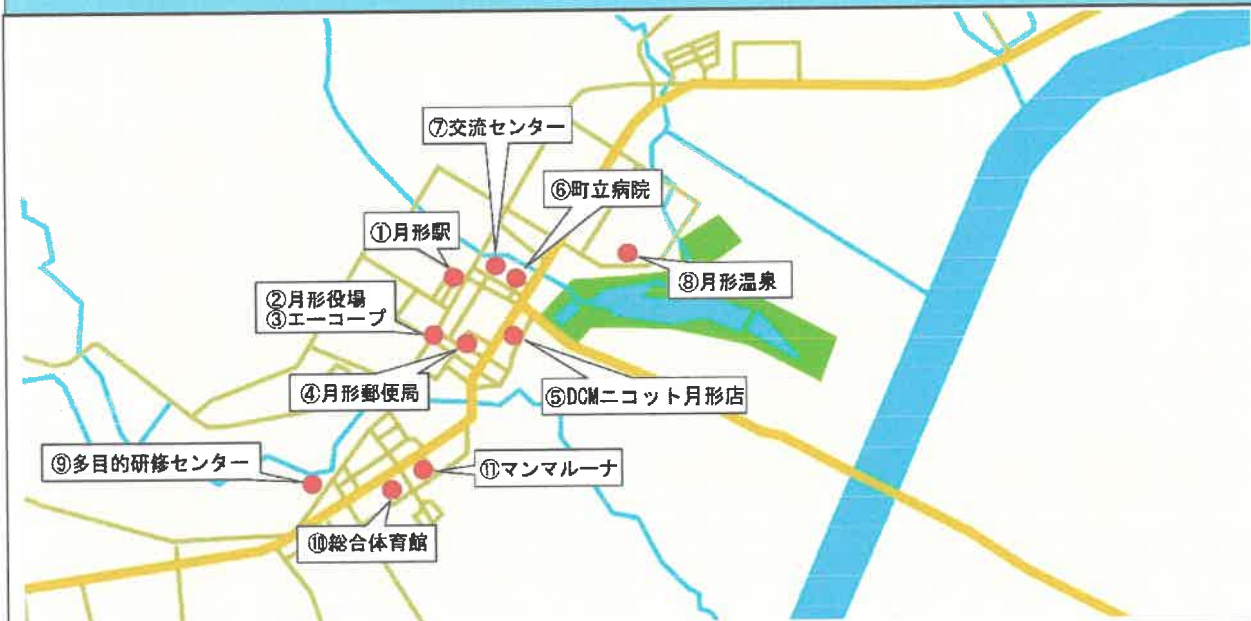 ⑦交流センター
⑥町立病院
①月形駅
⑧月形温泉
②月形役場
③エーコープ
④月形郵便局
⑤DCMニコット月形店
⑨多目的研修センター
⑪マンマルーナ
⑩総合体育館